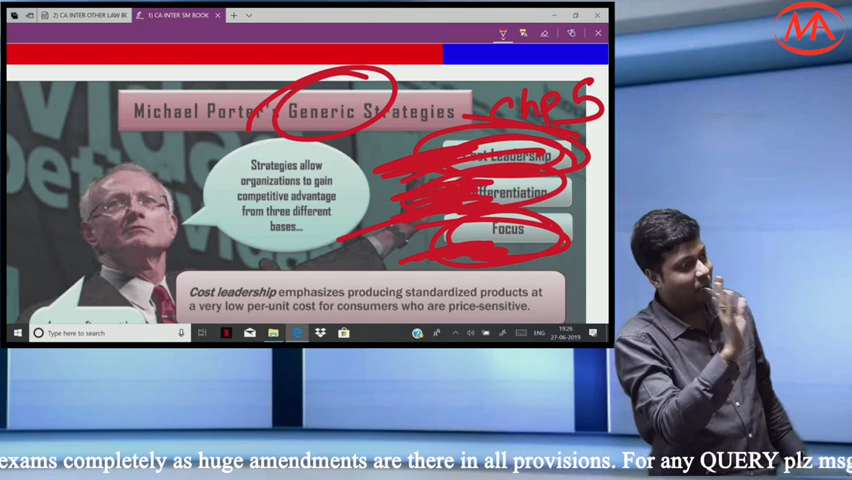 2) CA INTER OTHER LAW B
1) CA INTER SM BOOK
MA
Michael Porter's Generic Strategies
chp 5
Strategies allow
organizations to gain
competitive advantage
from three different
bases...
Cost Leadership
Differentiation
Focus
Cost leadership emphasizes producing standardized products at
a very low per-unit cost for consumers who are price-sensitive.
Type here to search
ENG
19:26
27-06-2019
exams completely as huge amendments are there in all provisions. For any QUERY plz msg